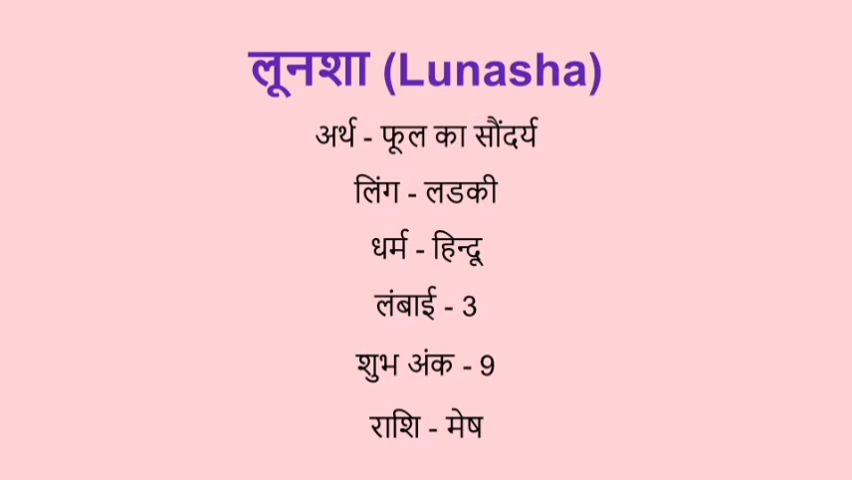 लूनशा (Lunasha)
अर्थ - फूल का सौंदर्य
लिंग - लडकी
धर्म - हिन्दू
लंबाई - 3
शुभ अंक - 9
राशि - मेष